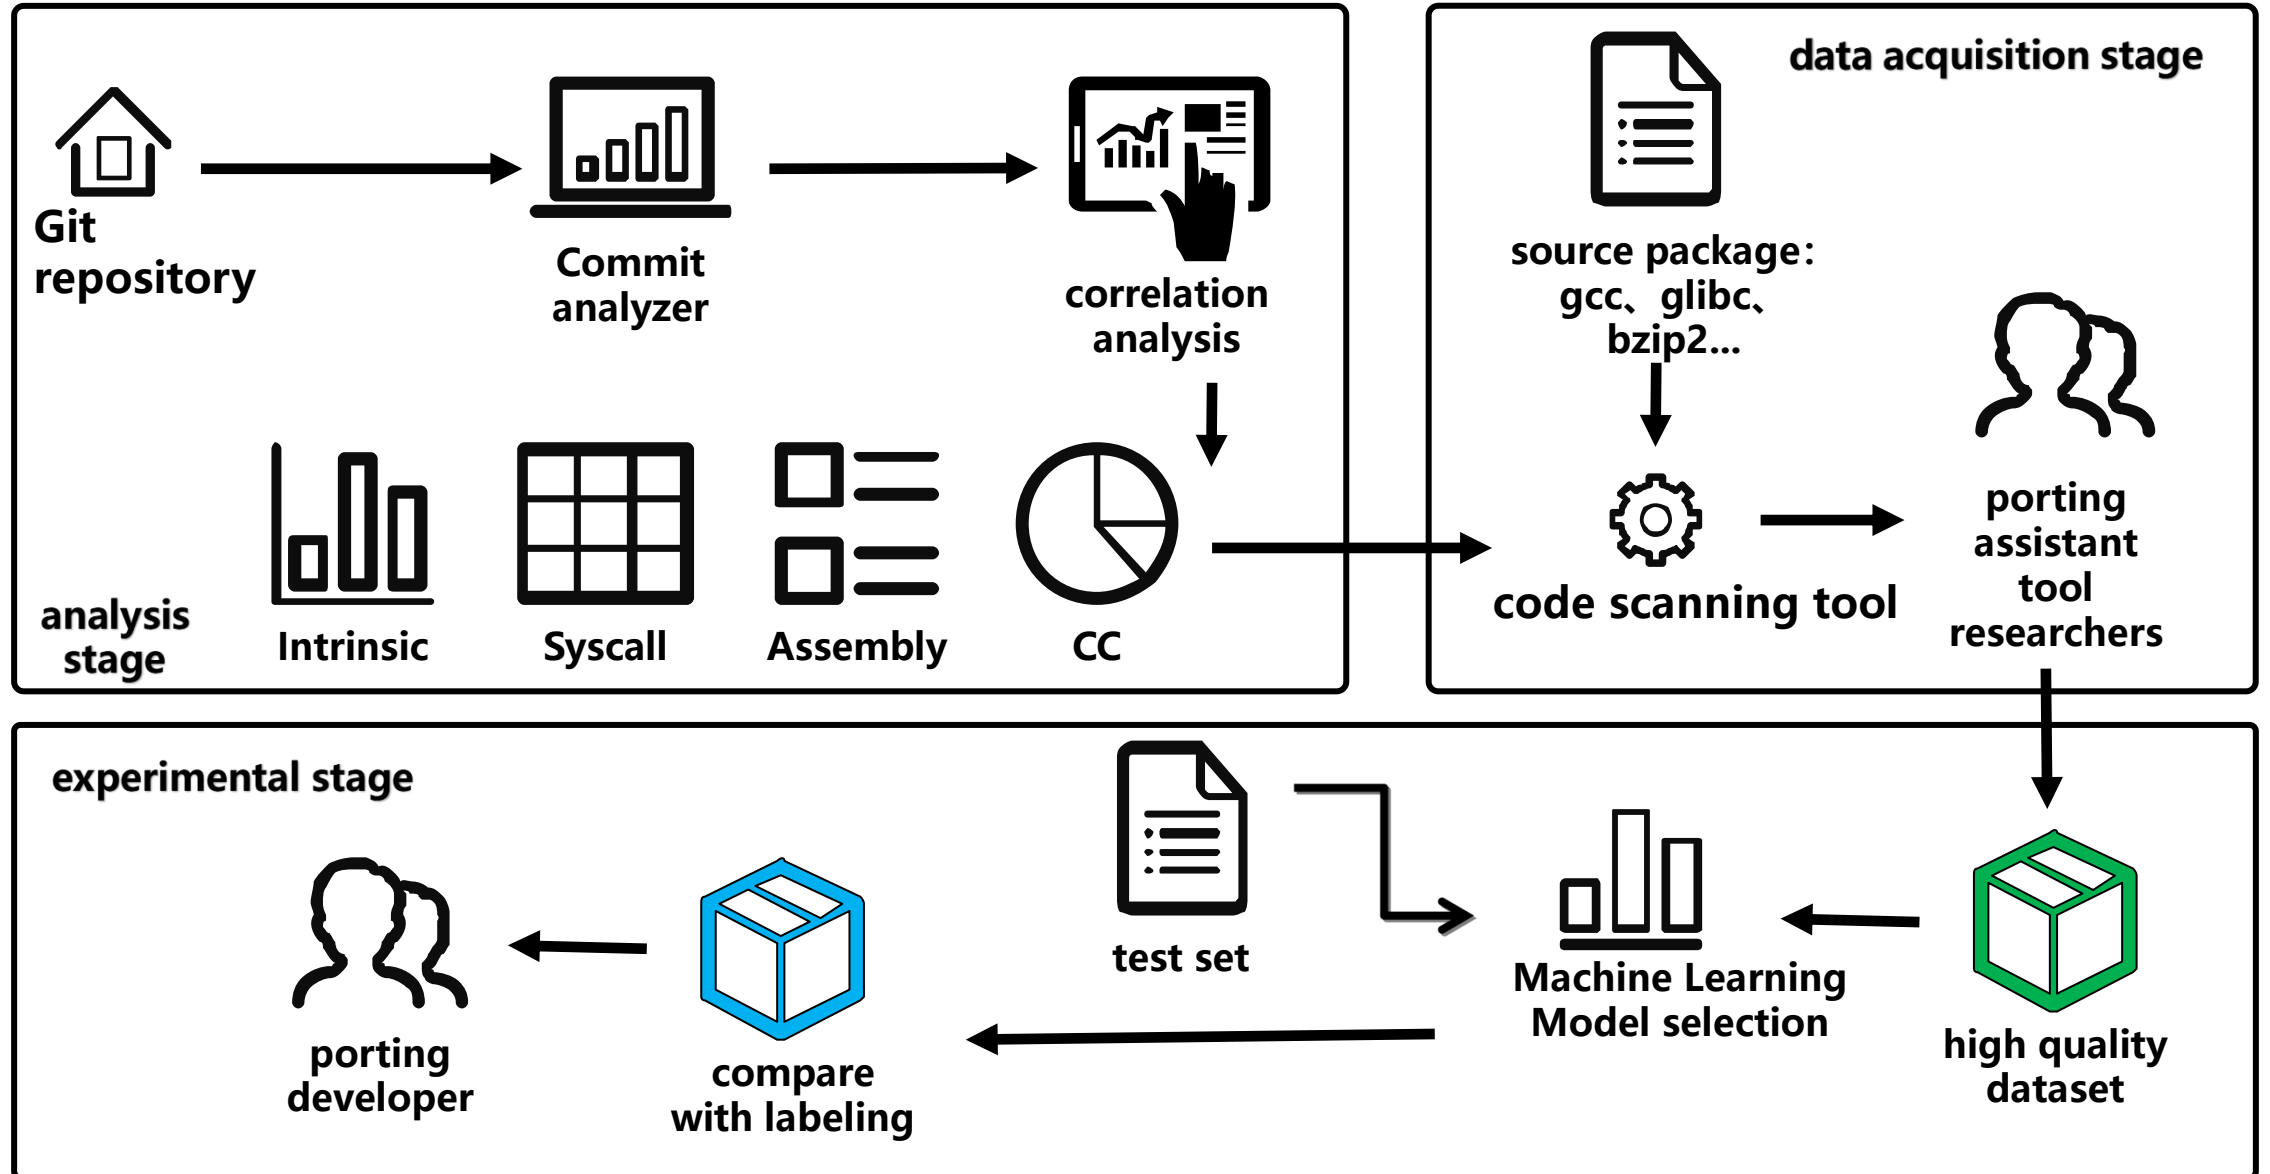 Git
repository
Commit
analyzer
correlation
analysis
analysis
stage
Intrinsic
Syscall
Assembly
CC
data acquisition stage
source package：
gcc、glibc、
bzip2...
code scanning tool
porting
assistant
tool
researchers
experimental stage
porting
developer
compare
with labeling
test set
Machine Learning
Model selection
high quality
dataset